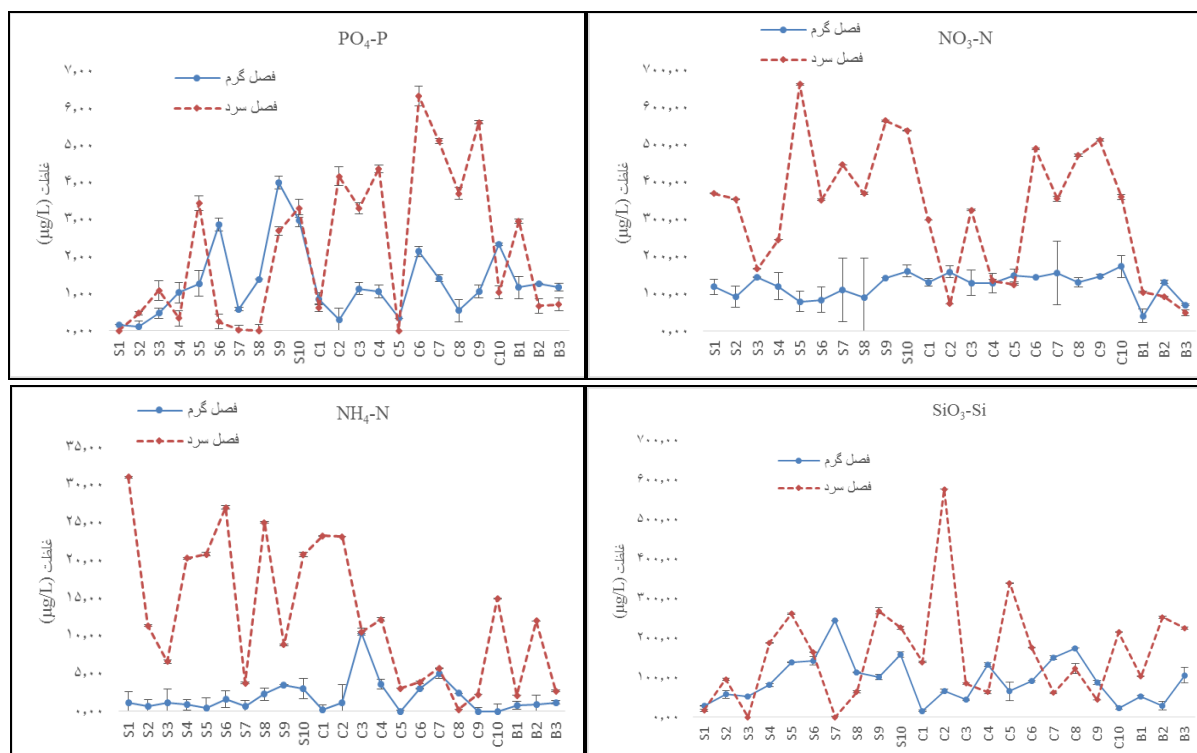 PO₄-P
فصل گرم
فصل سرد
غلظت (µg/L)
۷,۰۰
۶,۰۰
۵,۰۰
۴,۰۰
۳,۰۰
۲,۰۰
۱,۰۰
۰,۰۰
S1 S2 S3 S4 S5 S6 S7 S8 S9 S10 C1 C2 C3 C4 C5 C6 C7 C8 C9 C10 B1 B2 B3
NO₃-N
فصل گرم
فصل سرد
غلظت (µg/L)
۷۰۰,۰۰
۶۰۰,۰۰
۵۰۰,۰۰
۴۰۰,۰۰
۳۰۰,۰۰
۲۰۰,۰۰
۱۰۰,۰۰
۰,۰۰
S1 S2 S3 S4 S5 S6 S7 S8 S9 S10 C1 C2 C3 C4 C5 C6 C7 C8 C9 C10 B1 B2 B3
NH₄-N
فصل گرم
فصل سرد
غلظت (µg/L)
۳۵,۰۰
۳۰,۰۰
۲۵,۰۰
۲۰,۰۰
۱۵,۰۰
۱۰,۰۰
۵,۰۰
۰,۰۰
S1 S2 S3 S4 S5 S6 S7 S8 S9 S10 C1 C2 C3 C4 C5 C6 C7 C8 C9 C10 B1 B2 B3
SiO₃-Si
فصل گرم
فصل سرد
غلظت (µg/L)
۷۰۰,۰۰
۶۰۰,۰۰
۵۰۰,۰۰
۴۰۰,۰۰
۳۰۰,۰۰
۲۰۰,۰۰
۱۰۰,۰۰
۰,۰۰
S1 S2 S3 S4 S5 S6 S7 S8 S9 S10 C1 C2 C3 C4 C5 C6 C7 C8 C9 C10 B1 B2 B3